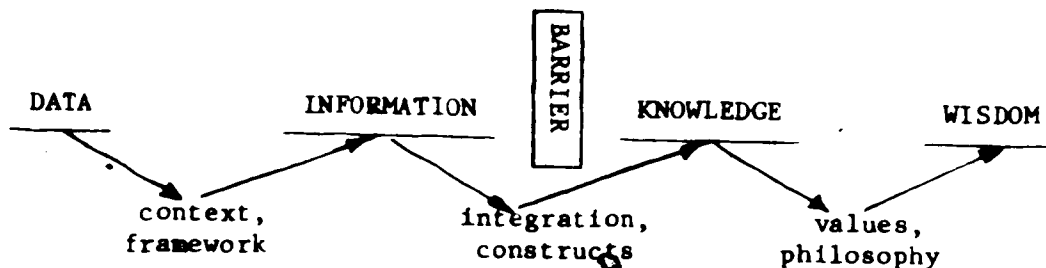 BARRIER
DATA INFORMATION KNOWLEDGE WISDOM
context, integration, values,
framework constructs philosophy